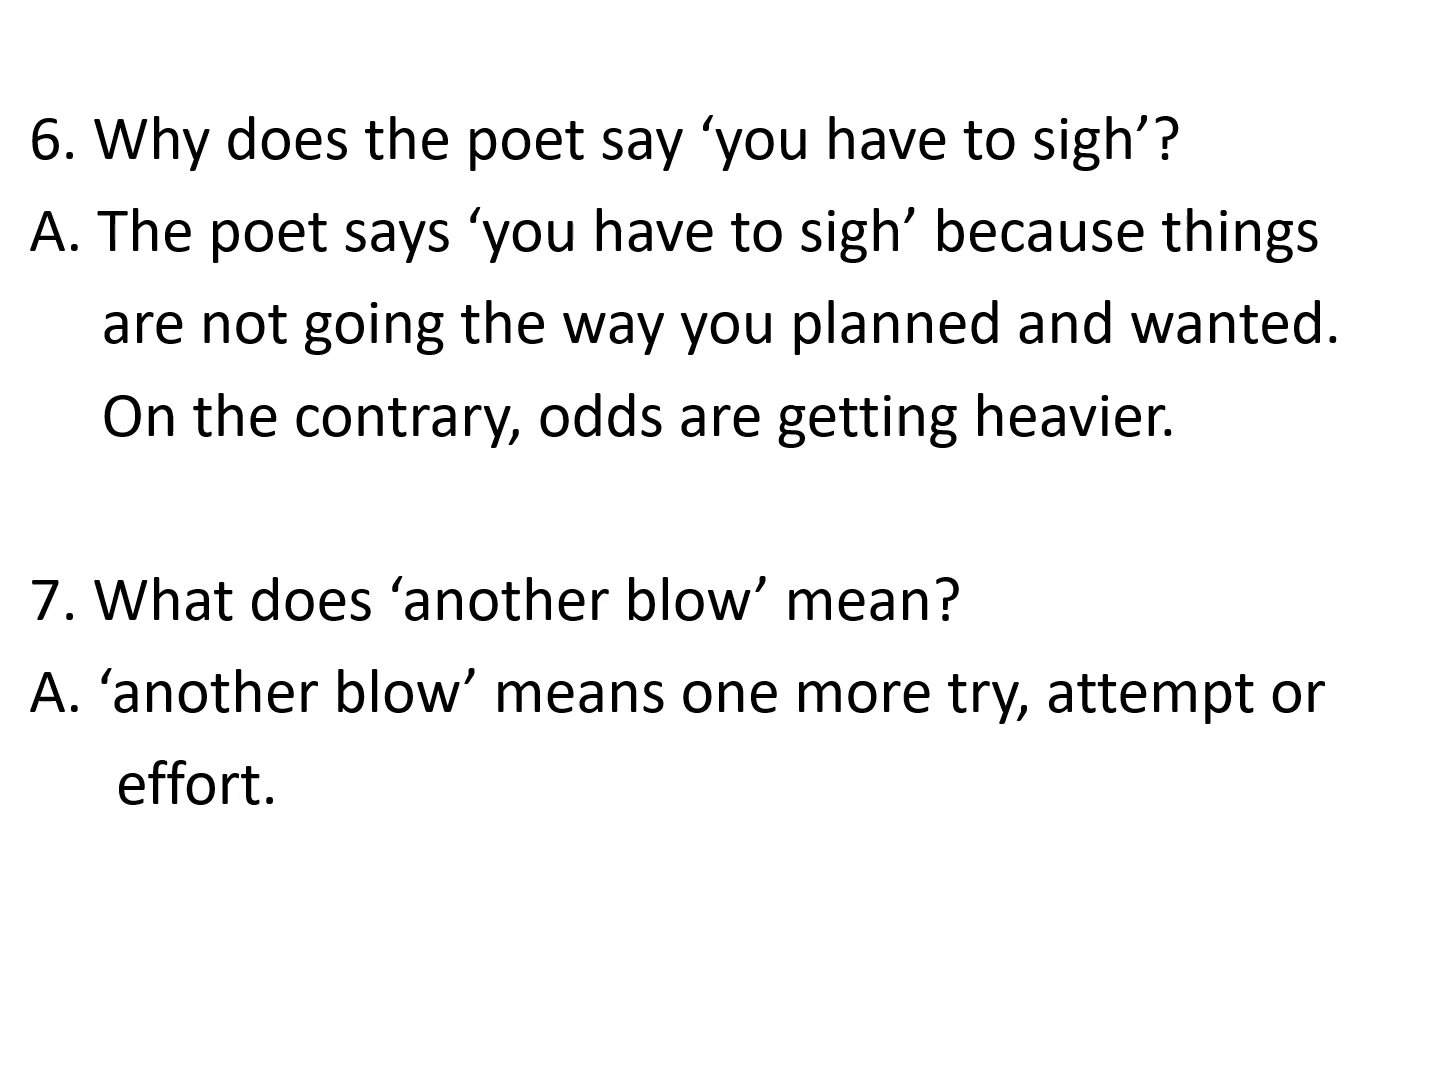 6. Why does the poet say ‘you have to sigh’?
A. The poet says ‘you have to sigh’ because things
are not going the way you planned and wanted.
On the contrary, odds are getting heavier.
7. What does ‘another blow’ mean?
A. ‘another blow’ means one more try, attempt or
effort.